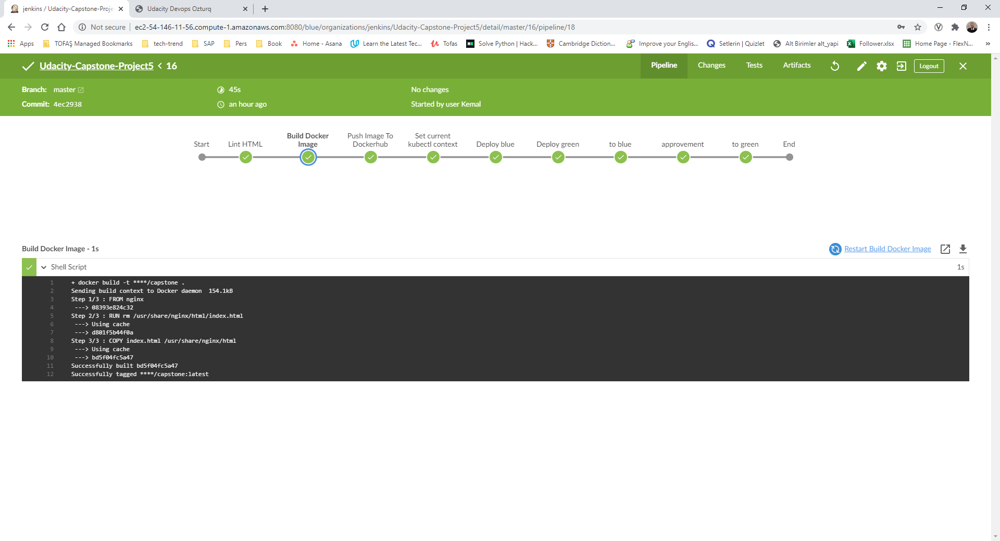 jenkins / Udacity-Capstone-Proje
Udacity Devops Ozturq
Not secure
ec2-54-146-11-56.compute-1.amazonaws.com:8080/blue/organizations/jenkins/Udacity-Capstone-Project5/detail/master/16/pipeline/18
Apps
TOFAŞ Managed Bookmarks
tech-trend
SAP
Pers
Book
Home - Asana
Learn the Latest Tec...
Tofas
Solve Python | Hack...
Cambridge Diction...
Improve your Englis...
Setlerin | Quizlet
Alt Birimler alt_yapi
Follower.xlsx
Home Page - FlexN...
»
Udacity-Capstone-Project5 < 16
Pipeline
Changes
Tests
Artifacts
Logout
Branch: master
45s
No changes
Commit: 4ec2938
an hour ago
Started by user Kemal
Start
Lint HTML
Build Docker
Image
Push Image To
Dockerhub
Set current
kubectl context
Deploy blue
Deploy green
to blue
approvement
to green
End
Build Docker Image - 1s
Restart Build Docker Image
Shell Script
1s
1 + docker build -t ****/capstone .
2 Sending build context to Docker daemon  154.1kB
3 Step 1/3 : FROM nginx
4 ---> 08393e824c32
5 Step 2/3 : RUN rm /usr/share/nginx/html/index.html
6 ---> Using cache
7 ---> d801f5b44f0a
8 Step 3/3 : COPY index.html /usr/share/nginx/html
9 ---> Using cache
10 ---> bd5f04fc5a47
11 Successfully built bd5f04fc5a47
12 Successfully tagged ****/capstone:latest